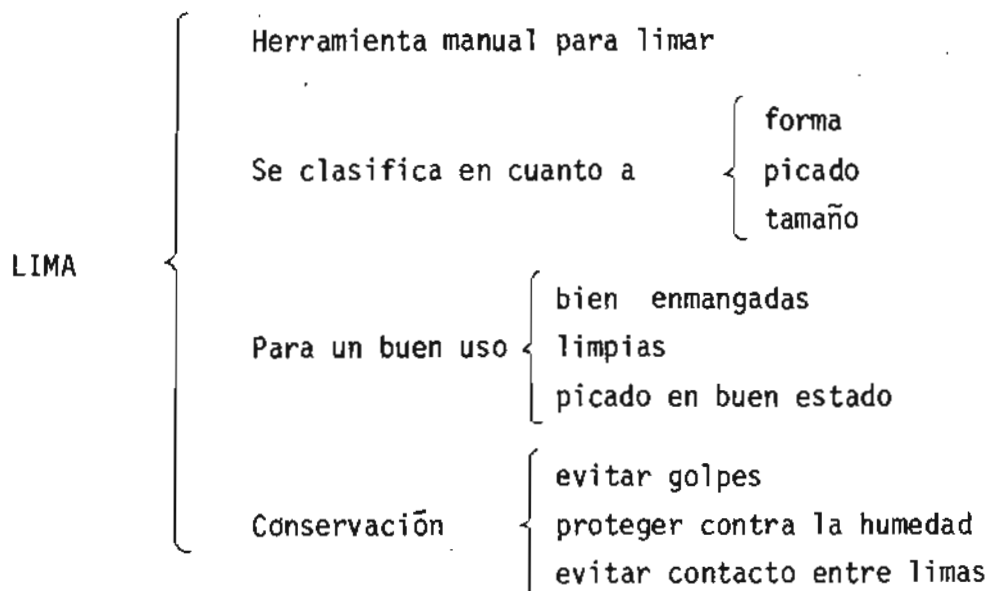 Herramienta manual para limar
forma
Se clasifica en cuanto a
picado
tamaño
LIMA
bien enmangadas
Para un buen uso
limpias
picado en buen estado
evitar golpes
Conservación
proteger contra la humedad
evitar contacto entre limas